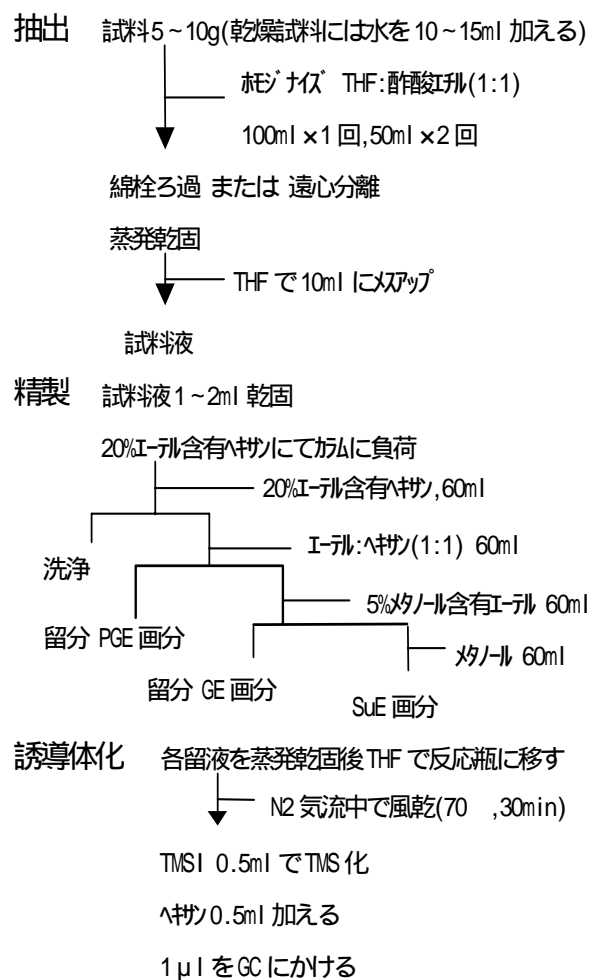 抽出 試料5~10g(乾燥試料には水を10~15ml加える)
ﾎﾓｼﾞﾅｲｽﾞ THF:酢酸ｴﾁﾙ(1:1)
100ml×1回,50ml×2回
綿栓ろ過 または 遠心分離
蒸発乾固
THFで10mlにﾒｽｱｯﾌﾟ
試料液
精製 試料液1~2ml乾固
20%ｴｰﾃﾙ含有ﾍｷｻﾝにてｶﾗﾑに負荷
20%ｴｰﾃﾙ含有ﾍｷｻﾝ,60ml
洗浄
ｴｰﾃﾙ:ﾍｷｻﾝ(1:1) 60ml
留分 PGE画分
5%ﾒﾀﾉｰﾙ含有ｴｰﾃﾙ 60ml
留分 GE画分
ﾒﾀﾉｰﾙ 60ml
SuE画分
誘導体化 各留液を蒸発乾固後THFで反応瓶に移す
N2気流中で風乾(70 ,30min)
TMSI 0.5mlでTMS化
ﾍｷｻﾝ0.5ml加える
1μlをGCにかける